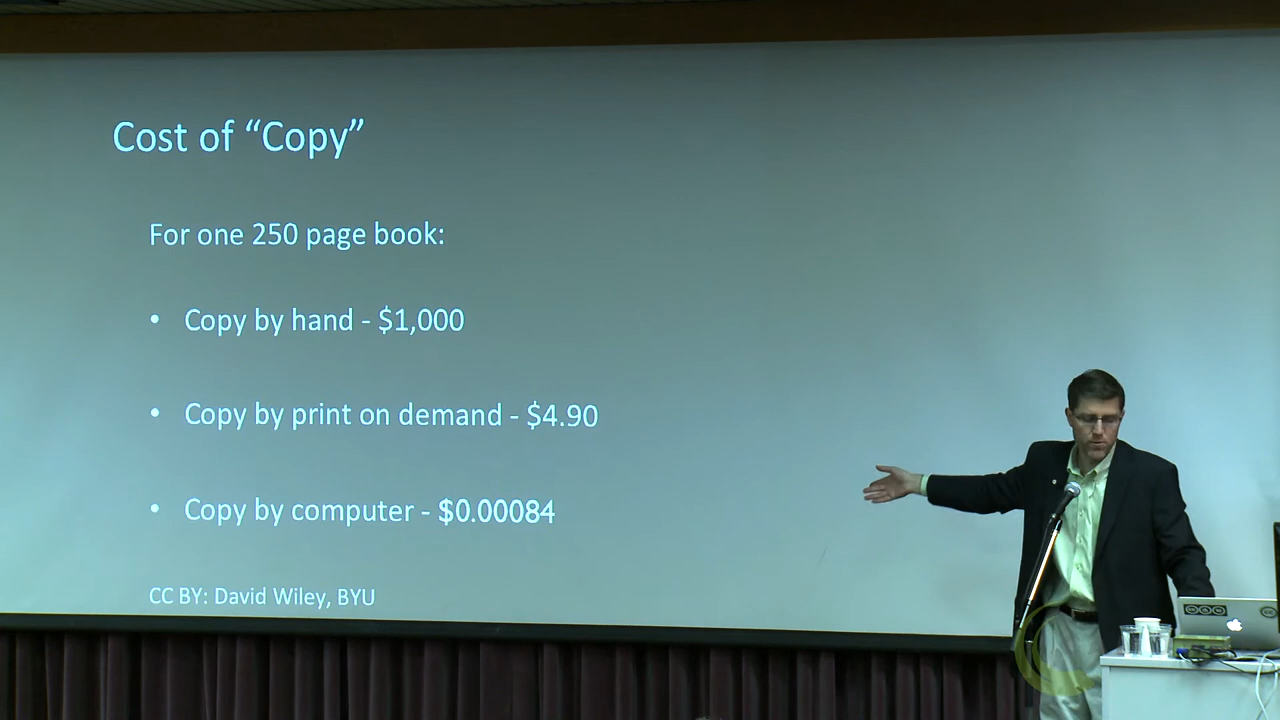 Cost of “Copy”
For one 250 page book:
• Copy by hand - $1,000
• Copy by print on demand - $4.90
• Copy by computer - $0.00084
CC BY: David Wiley, BYU